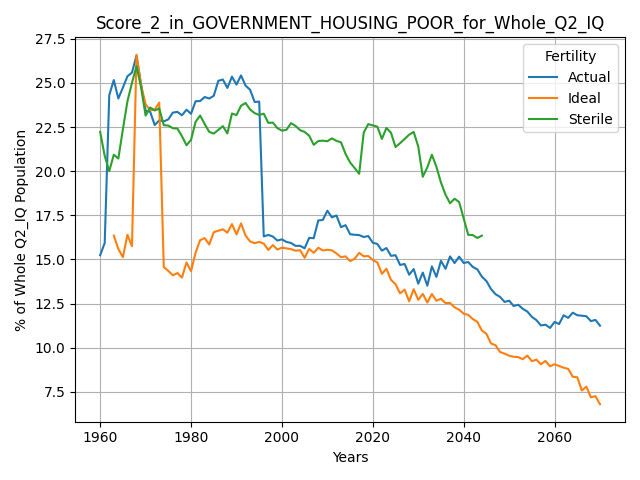 Score_2_in_GOVERNMENT_HOUSING_POOR_for_Whole_Q2_IQ
27.5
25.0
22.5
20.0
17.5
15.0
12.5
10.0
7.5
% of Whole Q2_IQ Population
Fertility
Actual
Ideal
Sterile
1960 1980 2000 2020 2040 2060
Years